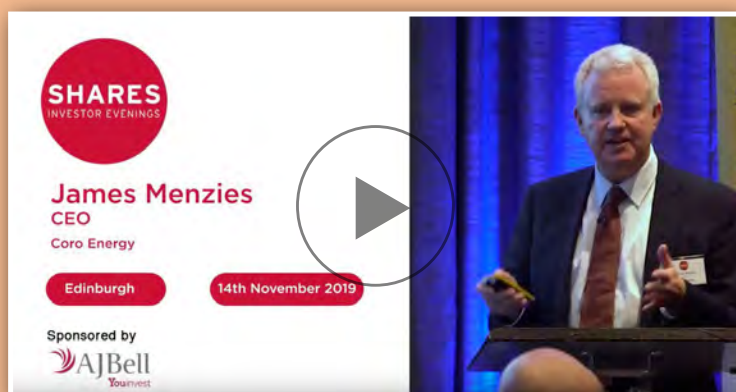 SHARES
INVESTOR EVENINGS
James Menzies
CEO
Coro Energy
Edinburgh
14th November 2019
Sponsored by
AJBell
Youinvest